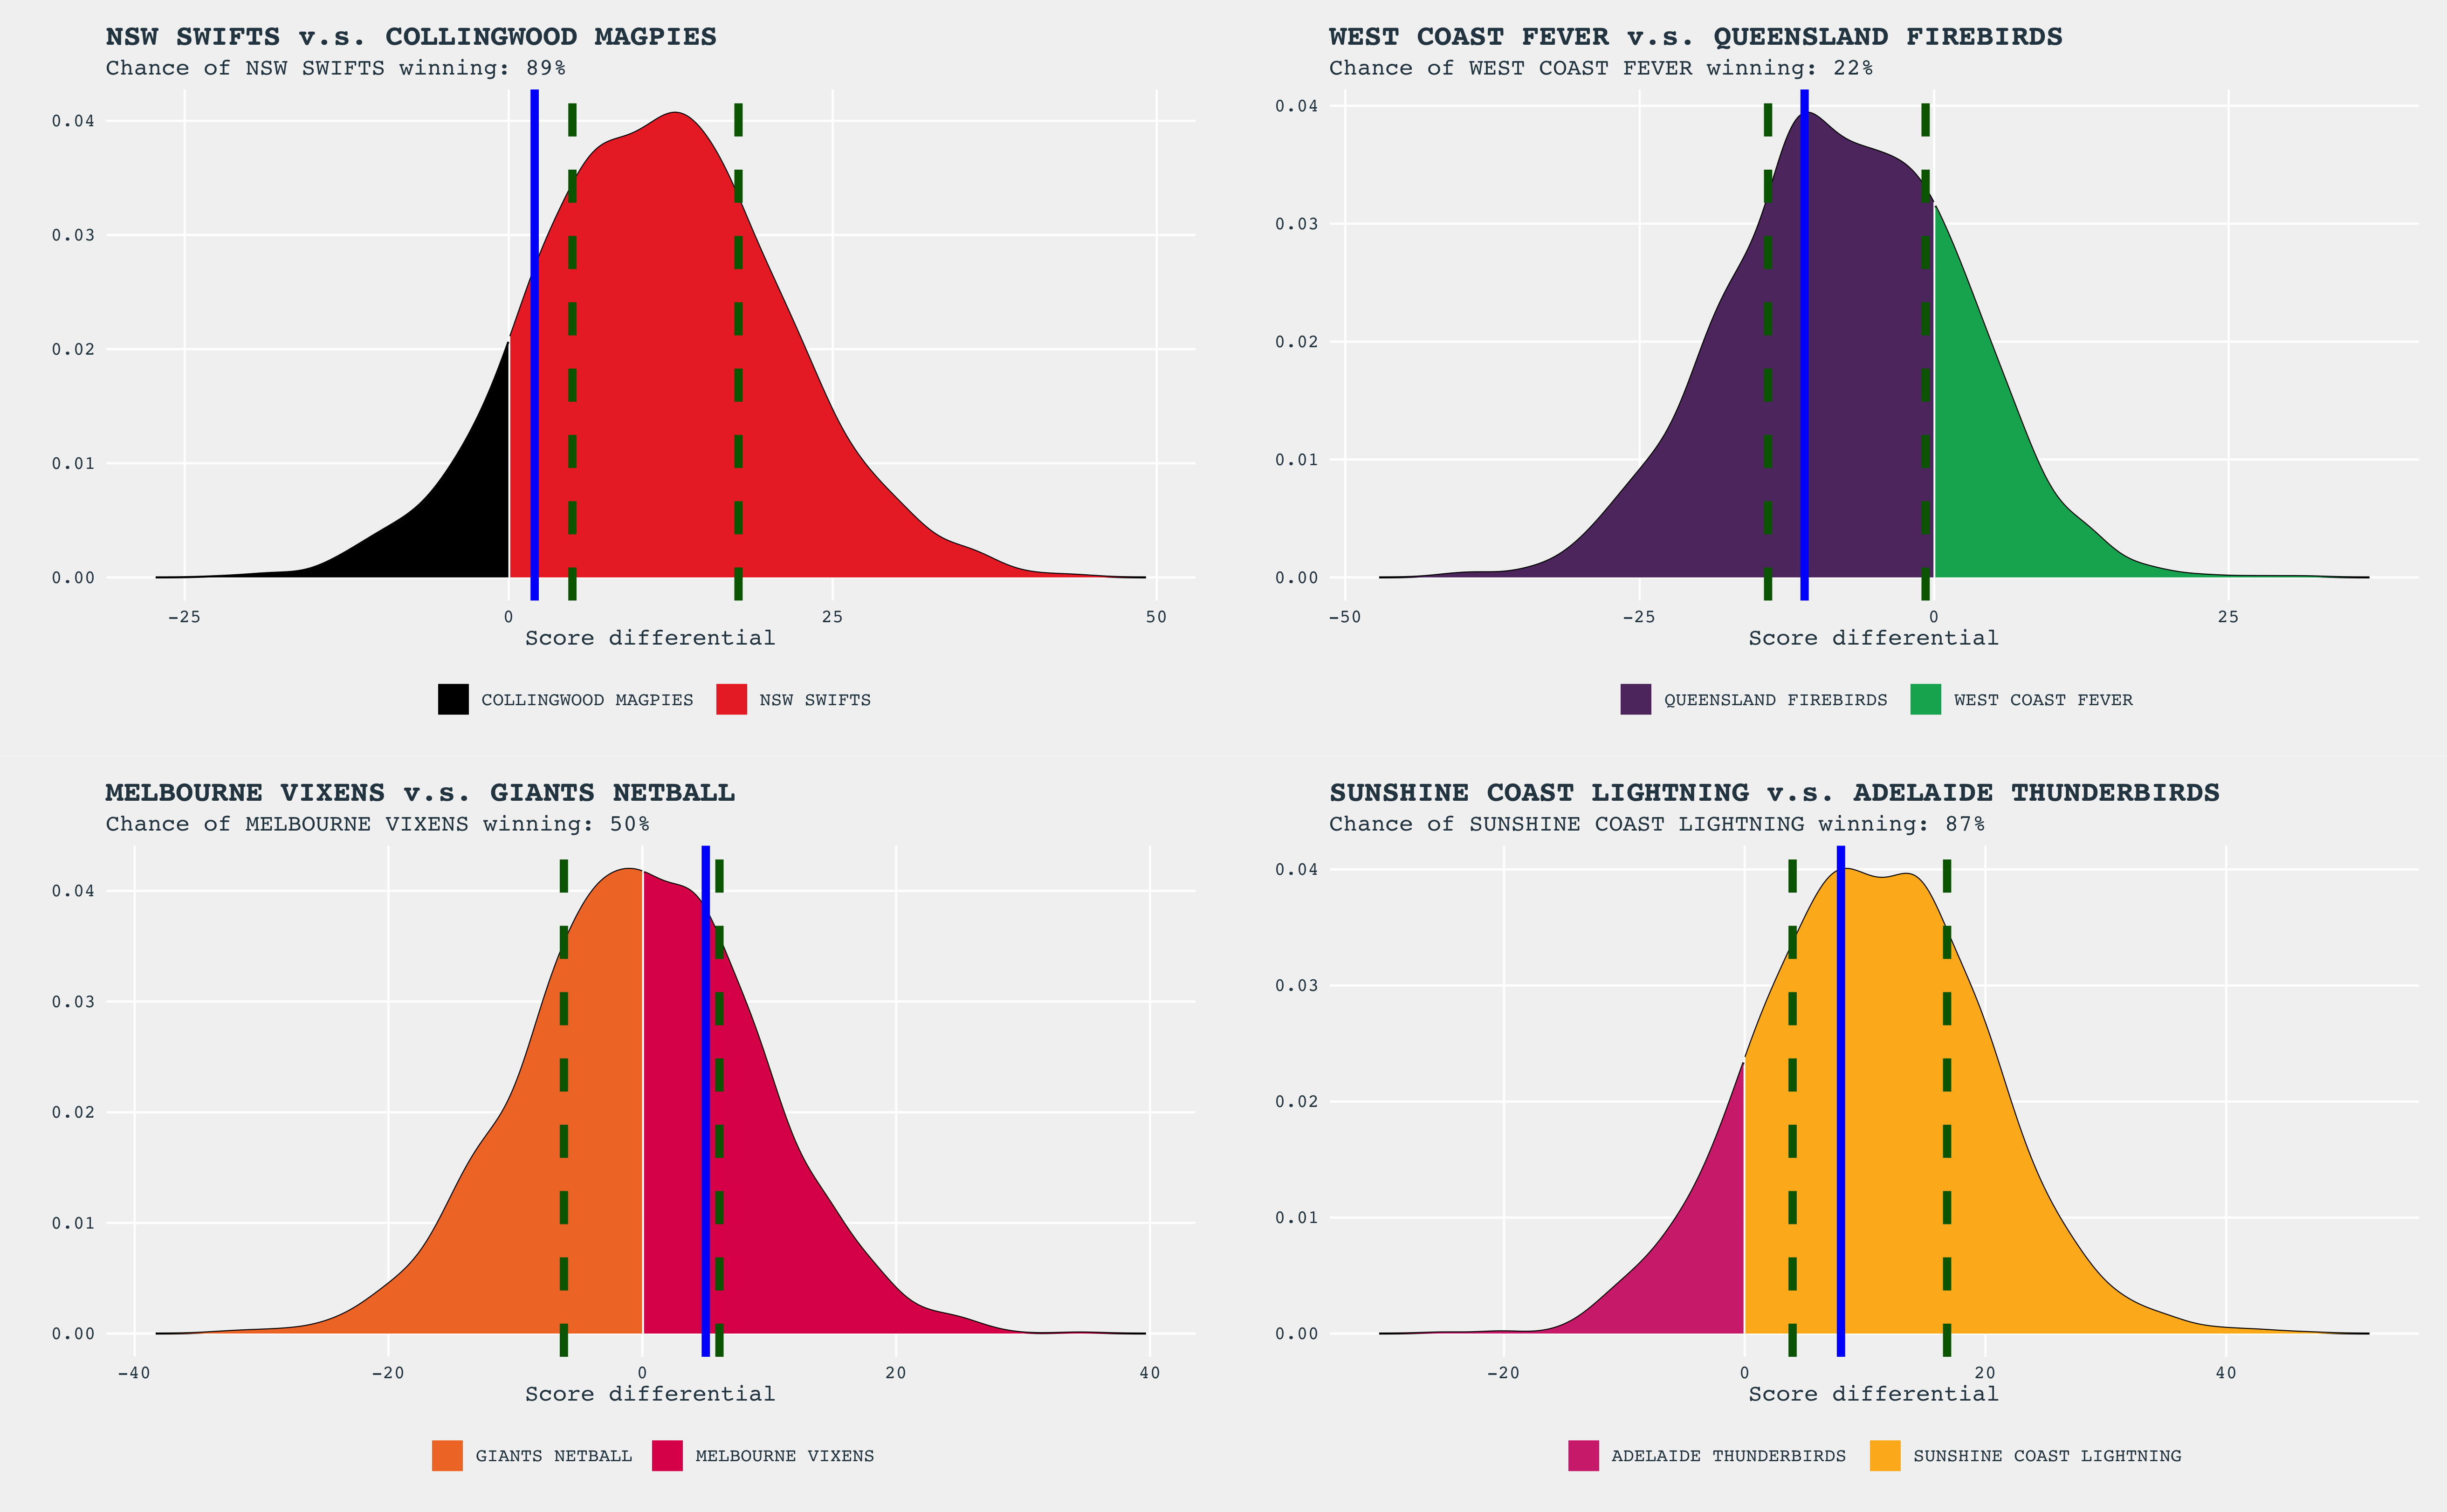 NSW SWIFTS v.s. COLLINGWOOD MAGPIES
Chance of NSW SWIFTS winning: 89%
0.04
0.03
0.02
0.01
0.00
-25 0 25 50
Score differential
COLLINGWOOD MAGPIES NSW SWIFTS
WEST COAST FEVER v.s. QUEENSLAND FIREBIRDS
Chance of WEST COAST FEVER winning: 22%
0.04
0.03
0.02
0.01
0.00
-50 -25 0 25
Score differential
QUEENSLAND FIREBIRDS WEST COAST FEVER
MELBOURNE VIXENS v.s. GIANTS NETBALL
Chance of MELBOURNE VIXENS winning: 50%
0.04
0.03
0.02
0.01
0.00
-40 -20 0 20 40
Score differential
GIANTS NETBALL MELBOURNE VIXENS
SUNSHINE COAST LIGHTNING v.s. ADELAIDE THUNDERBIRDS
Chance of SUNSHINE COAST LIGHTNING winning: 87%
0.04
0.03
0.02
0.01
0.00
-20 0 20 40
Score differential
ADELAIDE THUNDERBIRDS SUNSHINE COAST LIGHTNING